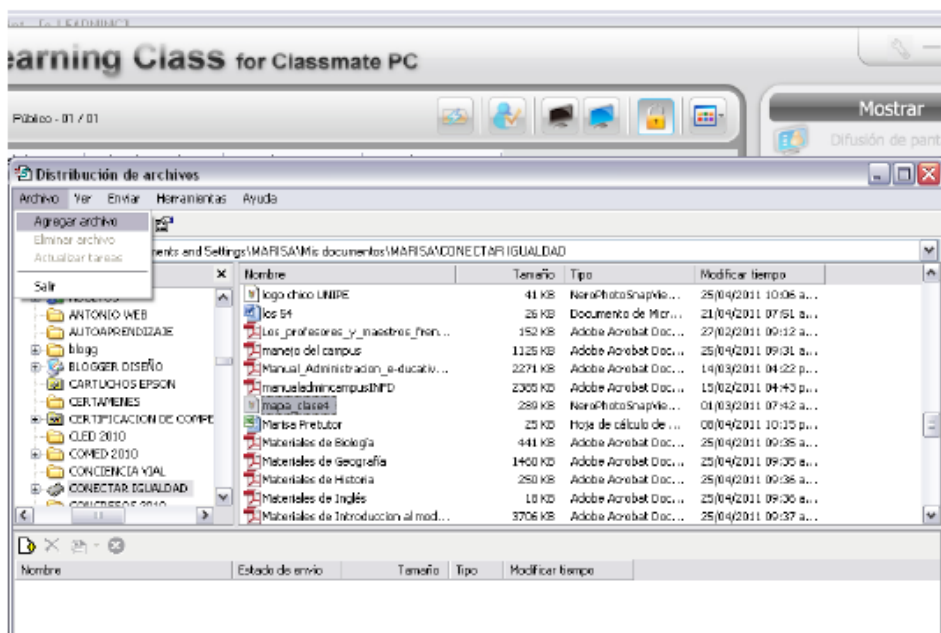 earning Class for Classmate PC
Mostrar
Público - 01 / 01
Difusión de pant
Distribución de archivos
Archivo Ver Enviar Herramientas Ayuda
Agregar archivo
Eliminar archivo
Actualizar tareas
Salir
ments and Settings\MARISA\Mis documentos\MARISA\CONECTAR IGUALDAD
Nombre Tamaño Tipo Modificar tiempo
logo chico UNIPE 41 KB NeroPhotoSnapVie... 25/04/2011 10:06 a...
los 54 26 KB Documento de Micr... 21/04/2011 07:51 a...
Los_profesores_y_maestros_fren... 152 KB Adobe Acrobat Doc... 27/02/2011 09:12 a...
manejo del campus 1125 KB Adobe Acrobat Doc... 25/04/2011 09:31 a...
Manual_Administracion_e-ducativ... 2271 KB Adobe Acrobat Doc... 14/03/2011 04:22 p...
manualadmincampusINFD 2365 KB Adobe Acrobat Doc... 15/02/2011 04:43 p...
mapa_clase4 289 KB NeroPhotoSnapVie... 01/03/2011 07:42 a...
Marisa Pretutor 25 KB Hoja de cálculo de ... 08/04/2011 10:15 p...
Materiales de Biología 441 KB Adobe Acrobat Doc... 25/04/2011 09:35 a...
Materiales de Geografía 1460 KB Adobe Acrobat Doc... 25/04/2011 09:35 a...
Materiales de Historia 250 KB Adobe Acrobat Doc... 25/04/2011 09:36 a...
Materiales de Inglés 18 KB Adobe Acrobat Doc... 25/04/2011 09:36 a...
Materiales de Introduccion al mod... 3706 KB Adobe Acrobat Doc... 25/04/2011 09:37 a...
ANTONIO WEB
AUTOAPRENDIZAJE
blogg
BLOGGER DISEÑO
CARTUCHOS EPSON
CERTAMENES
CERTIFICACION DE COMPE
CLED 2010
COMED 2010
CONCIENCIA VIAL
CONECTAR IGUALDAD
CONGRESOS 2010
Nombre Estado de envío Tamaño Tipo Modificar tiempo